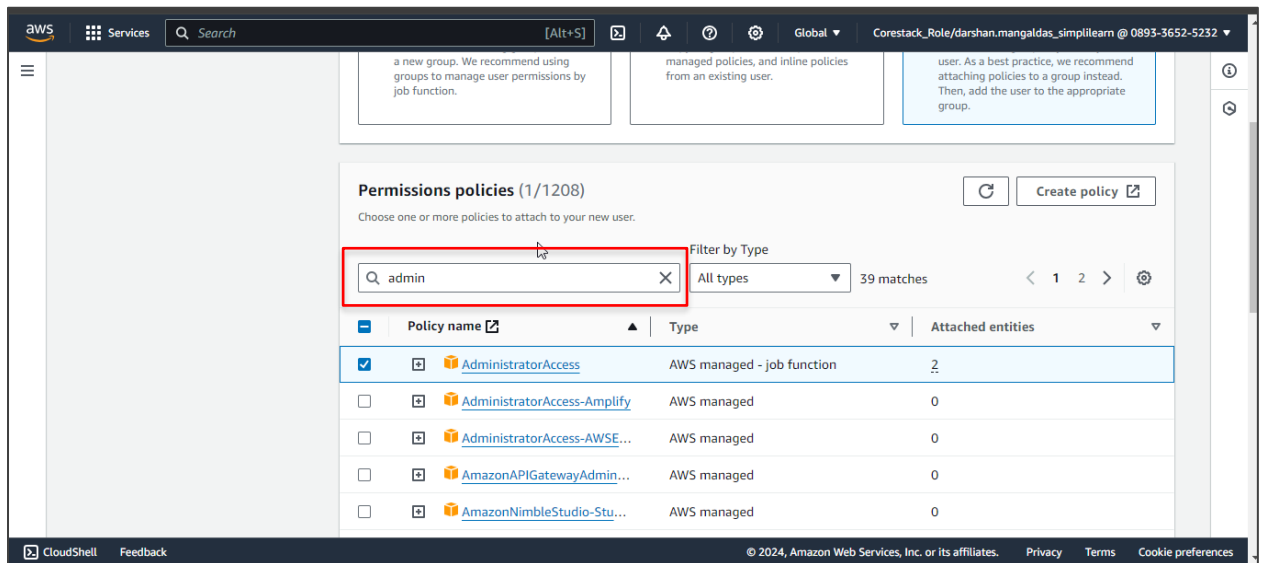 aws Services Search [Alt+S] Global ▼ Corestack_Role/darshan.mangaldas_simplilearn @ 0893-3652-5232 ▼
a new group. We recommend using
groups to manage user permissions by
job function.
managed policies, and inline policies
from an existing user.
user. As a best practice, we recommend
attaching policies to a group instead.
Then, add the user to the appropriate
group.
Permissions policies (1/1208)
Create policy
Choose one or more policies to attach to your new user.
Filter by Type
admin All types 39 matches 1 2
Policy name Type Attached entities
AdministratorAccess AWS managed - job function 2
AdministratorAccess-Amplify AWS managed 0
AdministratorAccess-AWSE... AWS managed 0
AmazonAPIGatewayAdmin... AWS managed 0
AmazonNimbleStudio-Stu... AWS managed 0
CloudShell Feedback © 2024, Amazon Web Services, Inc. or its affiliates. Privacy Terms Cookie preferences